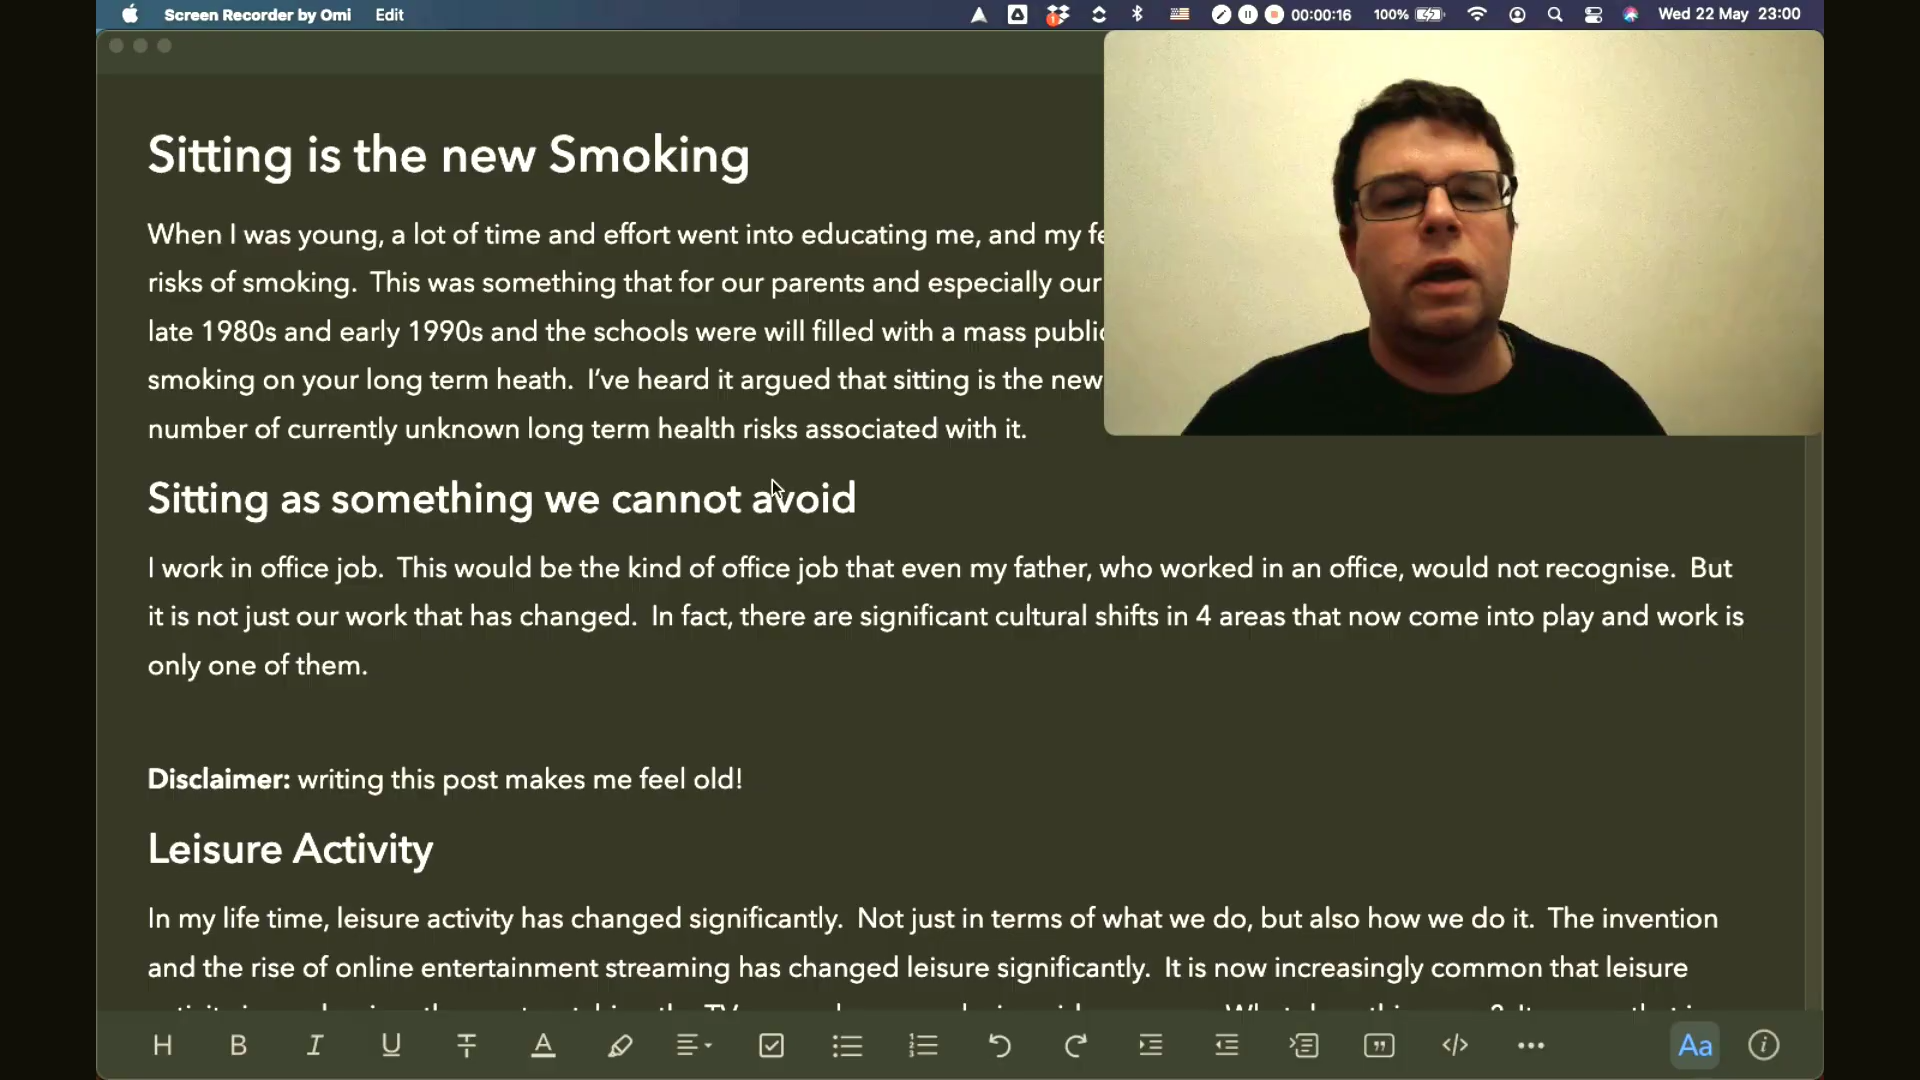 Screen Recorder by Omi Edit 00:00:16 100% Wed 22 May 23:00
Sitting is the new Smoking
When I was young, a lot of time and effort went into educating me, and my
risks of smoking. This was something that for our parents and especially our
late 1980s and early 1990s and the schools were will filled with a mass
smoking on your long term heath. I've heard it argued that sitting is the new
number of currently unknown long term health risks associated with it.
Sitting as something we cannot avoid
I work in office job. This would be the kind of office job that even my father, who worked in an office, would not recognise. But
it is not just our work that has changed. In fact, there are significant cultural shifts in 4 areas that now come into play and work is
only one of them.
Disclaimer: writing this post makes me feel old!
Leisure Activity
In my life time, leisure activity has changed significantly. Not just in terms of what we do, but also how we do it. The invention
and the rise of online entertainment streaming has changed leisure significantly. It is now increasingly common that leisure
H B I U T A Aa i